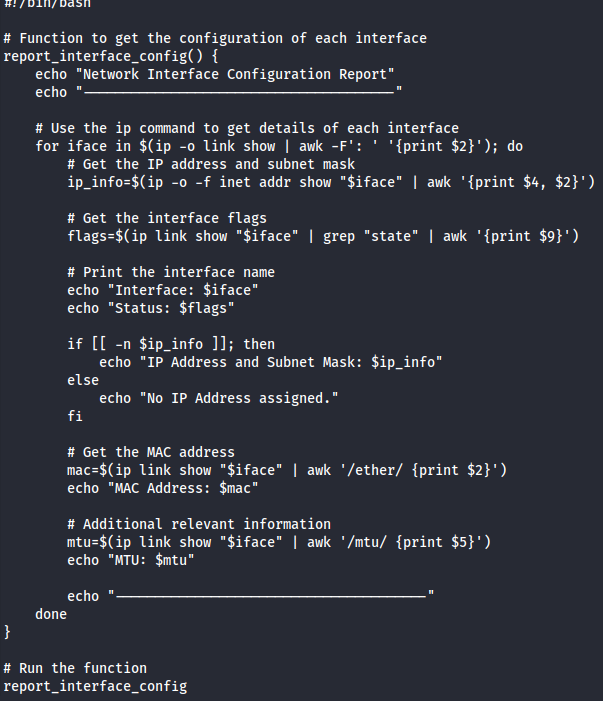 #!/bin/bash
# Function to get the configuration of each interface
report_interface_config() {
    echo "Network Interface Configuration Report"
    echo "---------------------------------------"
    # Use the ip command to get details of each interface
    for iface in $(ip -o link show | awk -F': ' '{print $2}'); do
        # Get the IP address and subnet mask
        ip_info=$(ip -o -f inet addr show "$iface" | awk '{print $4, $2}')
        # Get the interface flags
        flags=$(ip link show "$iface" | grep "state" | awk '{print $9}')
        # Print the interface name
        echo "Interface: $iface"
        echo "Status: $flags"
        if [[ -n $ip_info ]]; then
            echo "IP Address and Subnet Mask: $ip_info"
        else
            echo "No IP Address assigned."
        fi
        # Get the MAC address
        mac=$(ip link show "$iface" | awk '/ether/ {print $2}')
        echo "MAC Address: $mac"
        # Additional relevant information
        mtu=$(ip link show "$iface" | awk '/mtu/ {print $5}')
        echo "MTU: $mtu"
        echo "---------------------------------------"
    done
}
# Run the function
report_interface_config